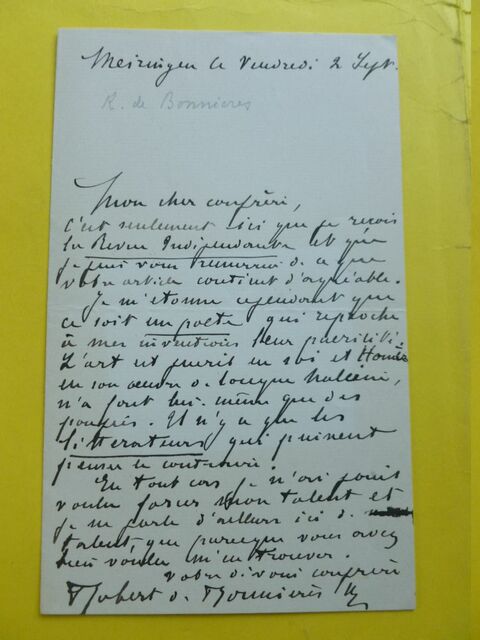 Meiringen le Vendredi 2 Sept.
R. de Bonnieres
Mon cher confrère,
c'est seulement ici que je reçois
la Revue Indépendante et que
je puis vous remercier de ce que
votre article contient d'agréable.
Je m'étonne cependant que
ce soit un poète qui reproche
à mes inventions leur puérilité.
L'art est puéril en soi et Homère
en son œuvre de longue haleine,
n'a fait lui-même que des
poupées. Il n'y a que les
littérateurs qui puissent
penser le contraire.
En tout cas je n'ai point
voulu forcer mon talent et
je ne parle d'ailleurs ici de
talent que parceque vous avez
bien voulu m'en trouver.
votre dévoué confrère
Robert de Bonnières